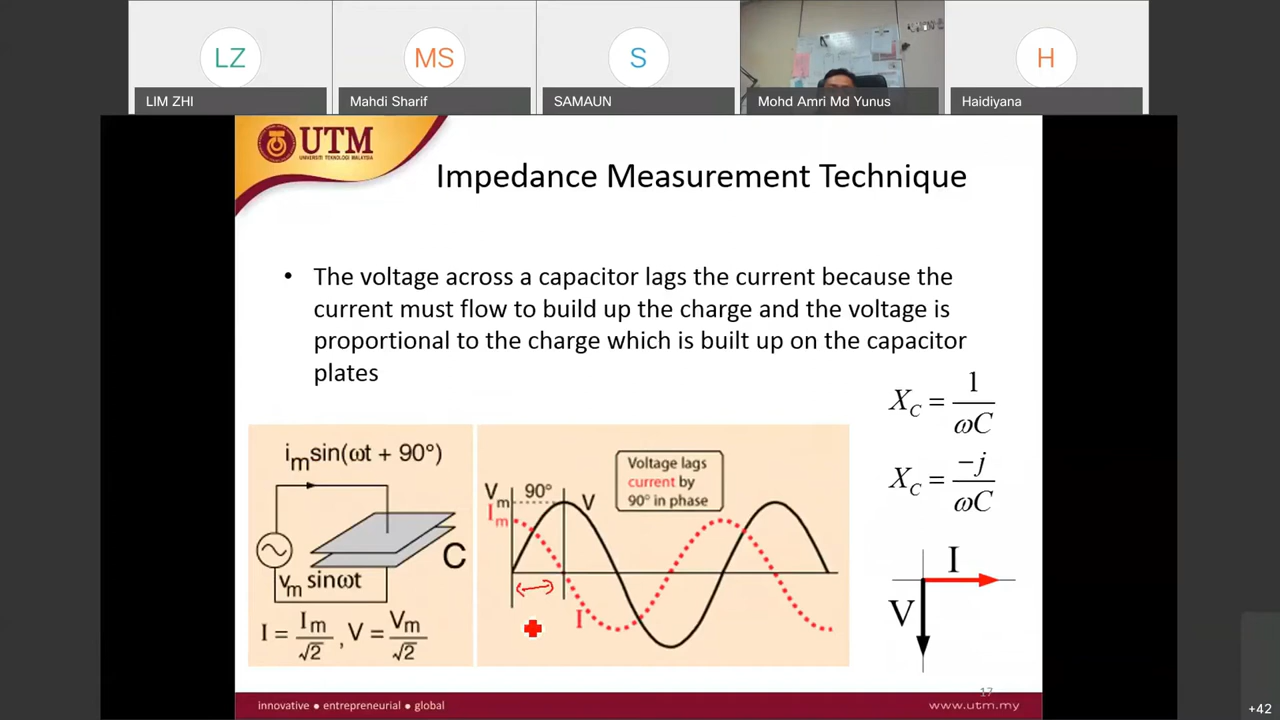 LZ
MS
S
H
LIM ZHI
Mahdi Sharif
SAMAUN
Mohd Amri Md Yunus
Haidiyana
UTM
UNIVERSITI TEKNOLOGI MALAYSIA
Impedance Measurement Technique
• The voltage across a capacitor lags the current because the
current must flow to build up the charge and the voltage is
proportional to the charge which is built up on the capacitor
plates
X_C = 1/ωC
X_C = -j/ωC
i_m sin(ωt + 90°)
C
v_m sinωt
I = I_m/√2 , V = V_m/√2
V_m 90° V
I_m
I
Voltage lags
current by
90° in phase
I
V
17
innovative ● entrepreneurial ● global
www.utm.my
+42